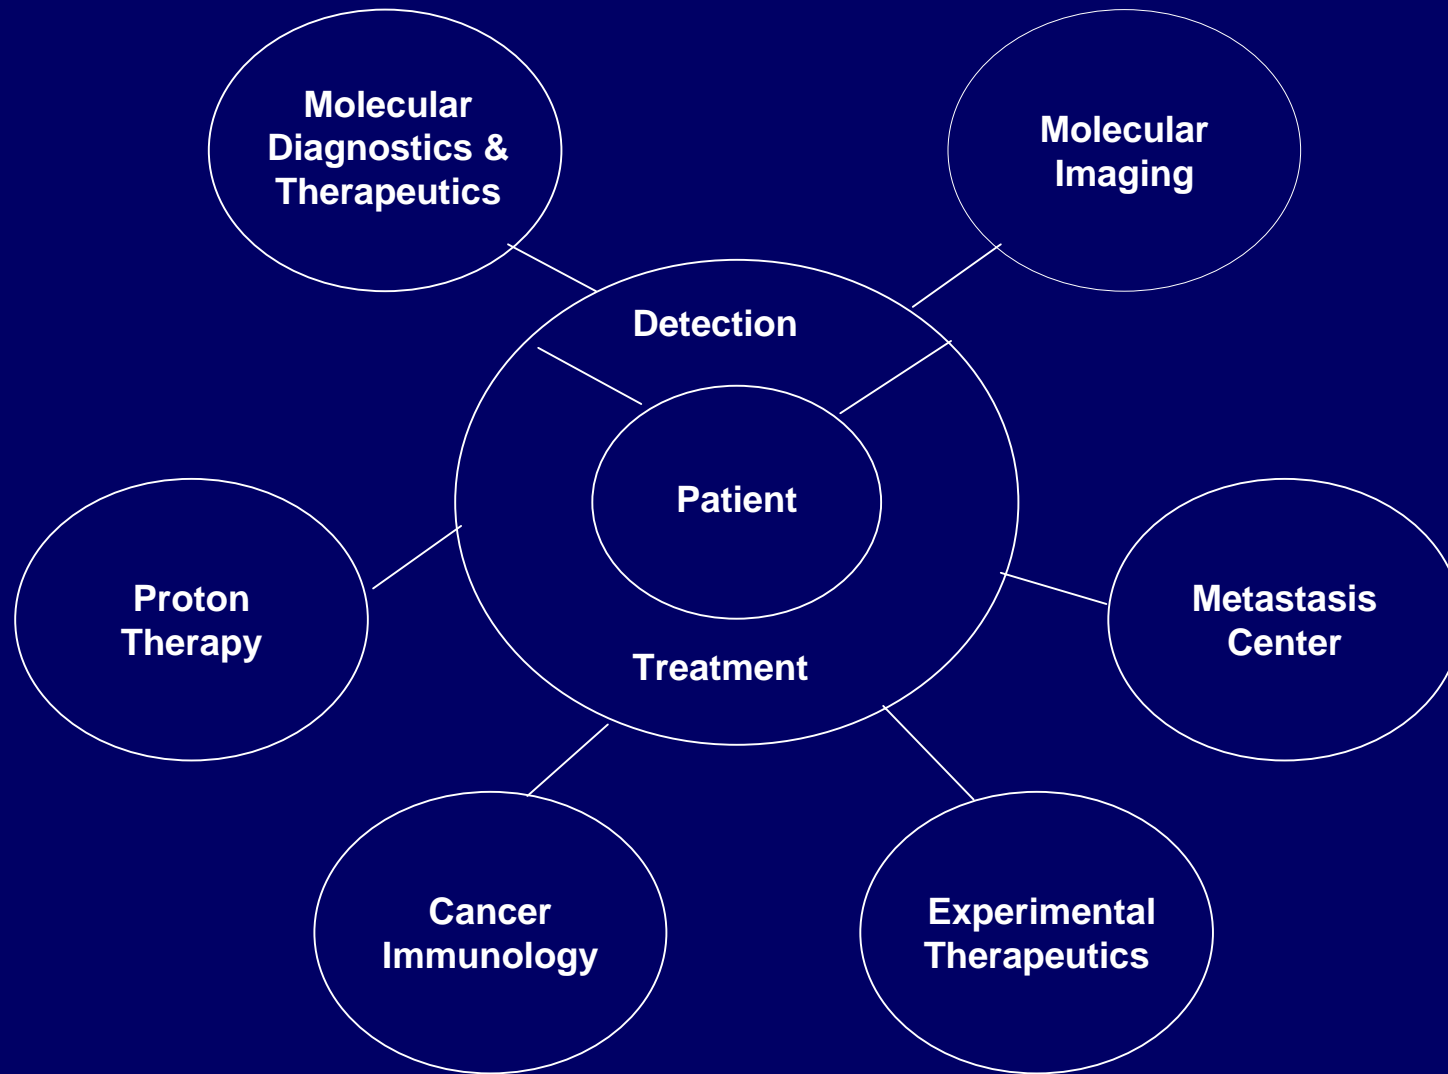 Molecular
Diagnostics &
Therapeutics
Molecular
Imaging
Detection
Patient
Treatment
Proton
Therapy
Metastasis
Center
Cancer
Immunology
Experimental
Therapeutics